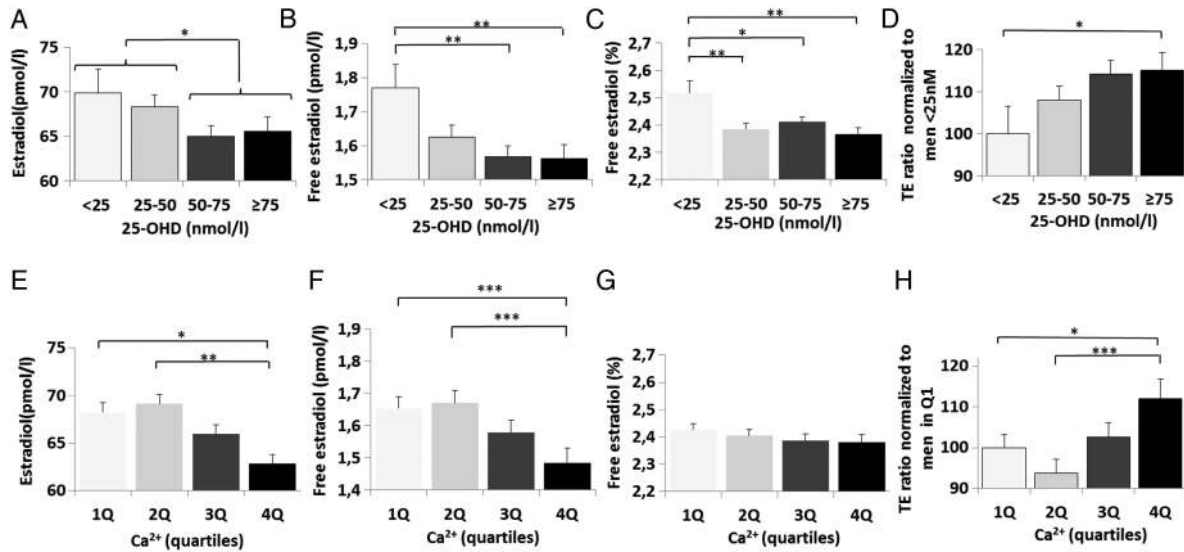 A
Estradiol(pmol/l)
75
70
65
60
*
<25 25-50 50-75 ≥75
25-OHD (nmol/l)
B
Free estradiol (pmol/l)
1,9
1,8
1,7
1,6
1,5
**
**
<25 25-50 50-75 ≥75
25-OHD (nmol/l)
C
Free estradiol (%)
2,7
2,6
2,5
2,4
2,3
2,2
**
*
**
<25 25-50 50-75 ≥75
25-OHD (nmol/l)
D
TE ratio normalized to
men <25nM
120
110
100
90
*
<25 25-50 50-75 ≥75
25-OHD (nmol/l)
E
Estradiol(pmol/l)
75
70
65
60
*
**
1Q 2Q 3Q 4Q
Ca²⁺ (quartiles)
F
Free estradiol (pmol/l)
1,9
1,8
1,7
1,6
1,5
1,4
***
***
1Q 2Q 3Q 4Q
Ca²⁺ (quartiles)
G
Free estradiol (%)
2,7
2,6
2,5
2,4
2,3
2,2
1Q 2Q 3Q 4Q
Ca²⁺ (quartiles)
H
TE ratio normalized to
men in Q1
120
110
100
90
*
***
1Q 2Q 3Q 4Q
Ca²⁺ (quartiles)